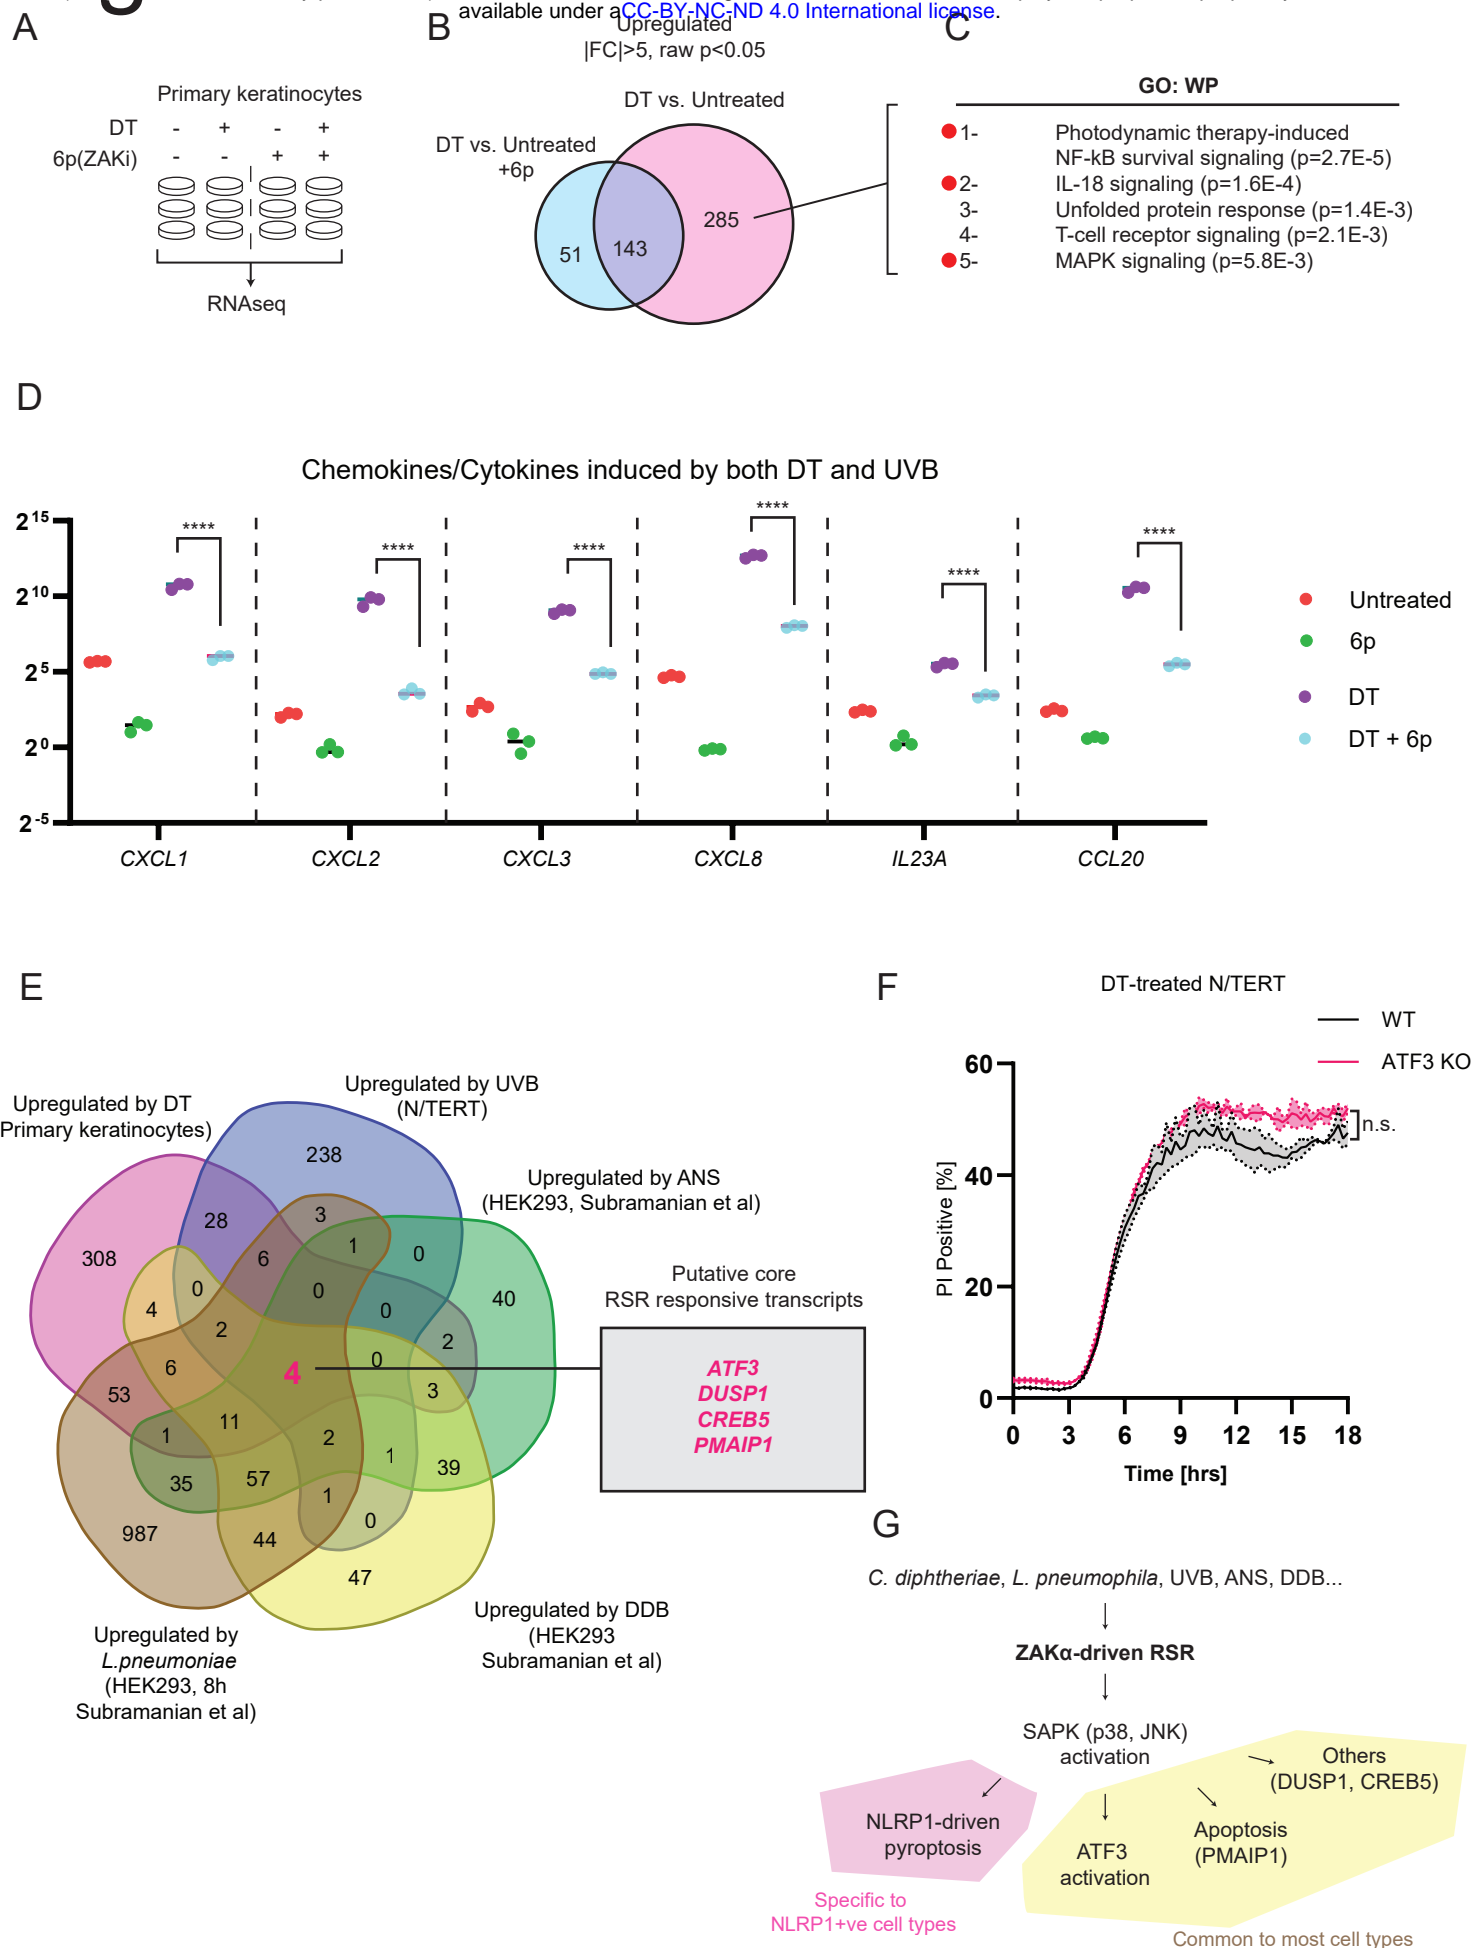 available under aCC-BY-NC-ND 4.0 International license.
A
Primary keratinocytes
DT - + - +
6p(ZAKi) - - + +
RNAseq
B
Upregulated
|FC|>5, raw p<0.05
DT vs. Untreated
DT vs. Untreated
+6p
51
143
285
C
GO: WP
1- Photodynamic therapy-induced
NF-kB survival signaling (p=2.7E-5)
2- IL-18 signaling (p=1.6E-4)
3- Unfolded protein response (p=1.4E-3)
4- T-cell receptor signaling (p=2.1E-3)
5- MAPK signaling (p=5.8E-3)
D
Chemokines/Cytokines induced by both DT and UVB
2^15
2^10
2^5
2^0
2^-5
**** **** **** **** **** ****
CXCL1 CXCL2 CXCL3 CXCL8 IL23A CCL20
Untreated
6p
DT
DT + 6p
E
Upregulated by DT
Primary keratinocytes)
Upregulated by UVB
(N/TERT)
Upregulated by ANS
(HEK293, Subramanian et al)
238
28
3
308
6
1
0
0
0
40
4
0
2
2
6
4
0
3
53
11
1
2
1
39
35
57
1
0
987
44
47
Upregulated by
L.pneumoniae
(HEK293, 8h
Subramanian et al)
Upregulated by DDB
(HEK293
Subramanian et al)
Putative core
RSR responsive transcripts
ATF3
DUSP1
CREB5
PMAIP1
F
DT-treated N/TERT
WT
ATF3 KO
n.s.
PI Positive [%]
60
40
20
0
0 3 6 9 12 15 18
Time [hrs]
G
C. diphtheriae, L. pneumophila, UVB, ANS, DDB...
ZAKα-driven RSR
SAPK (p38, JNK)
activation
NLRP1-driven
pyroptosis
ATF3
activation
Apoptosis
(PMAIP1)
Others
(DUSP1, CREB5)
Specific to
NLRP1+ve cell types
Common to most cell types